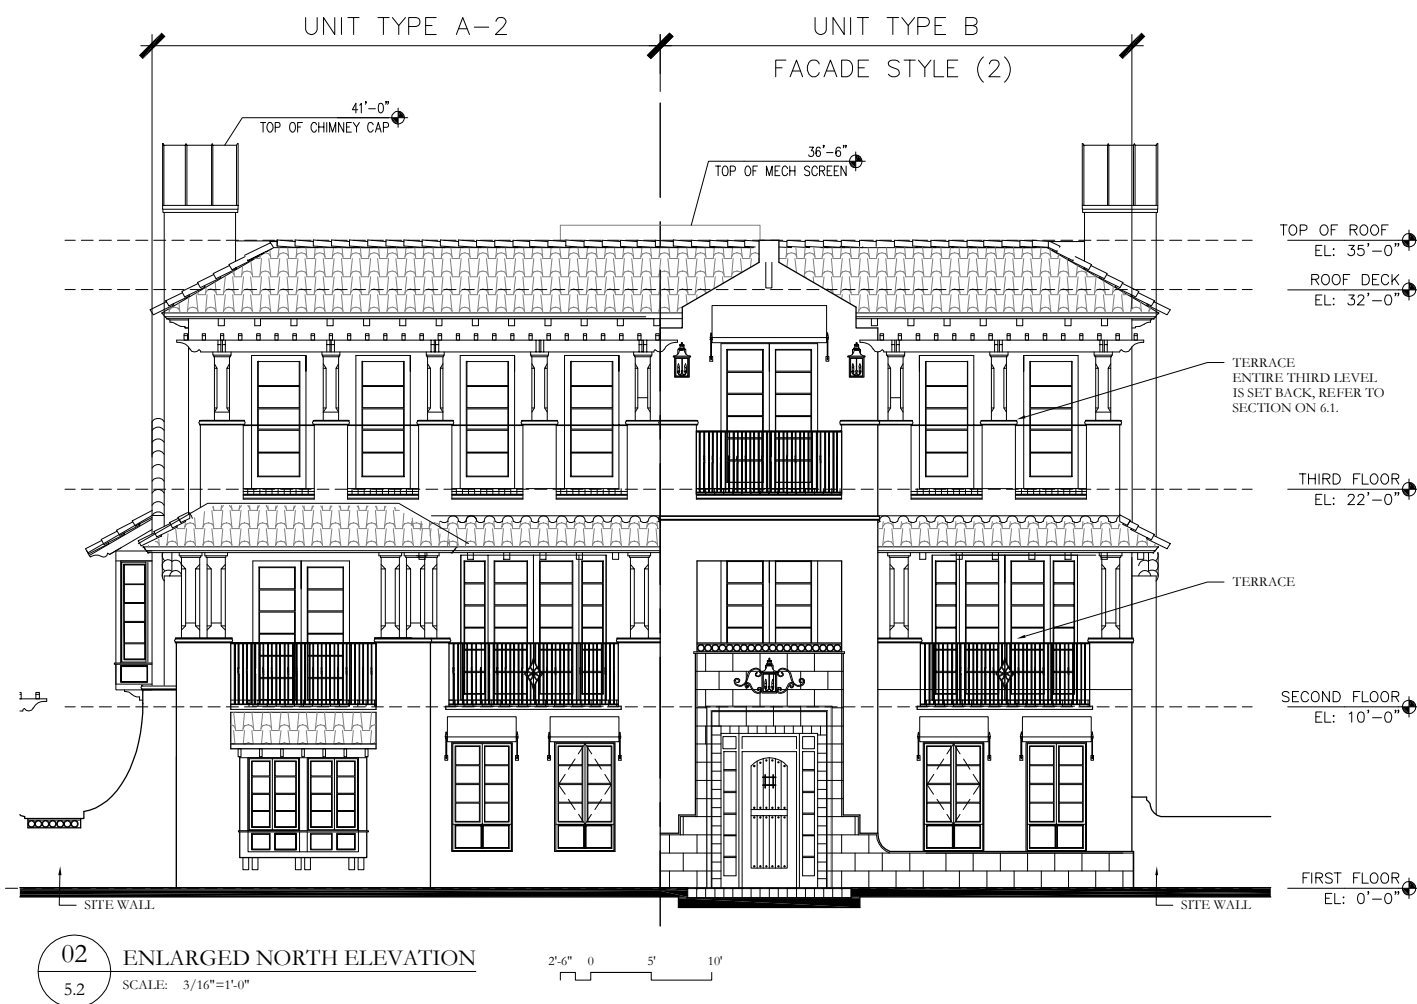 UNIT TYPE A-2
UNIT TYPE B
FACADE STYLE (2)
41'-0"
TOP OF CHIMNEY CAP
36'-6"
TOP OF MECH SCREEN
TOP OF ROOF
EL: 35'-0"
ROOF DECK
EL: 32'-0"
TERRACE
ENTIRE THIRD LEVEL
IS SET BACK, REFER TO
SECTION ON 6.1.
THIRD FLOOR
EL: 22'-0"
TERRACE
SECOND FLOOR
EL: 10'-0"
FIRST FLOOR
EL: 0'-0"
SITE WALL
SITE WALL
02
5.2
ENLARGED NORTH ELEVATION
SCALE: 3/16"=1'-0"
2'-6" 0 5' 10'